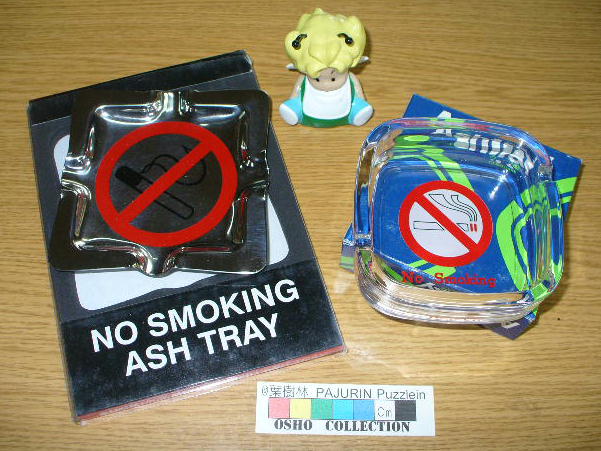 NO SMOKING
ASH TRAY
No Smoking
@葉樹林 PAJURIN Puzzlein
Cm
OSHO COLLECTION